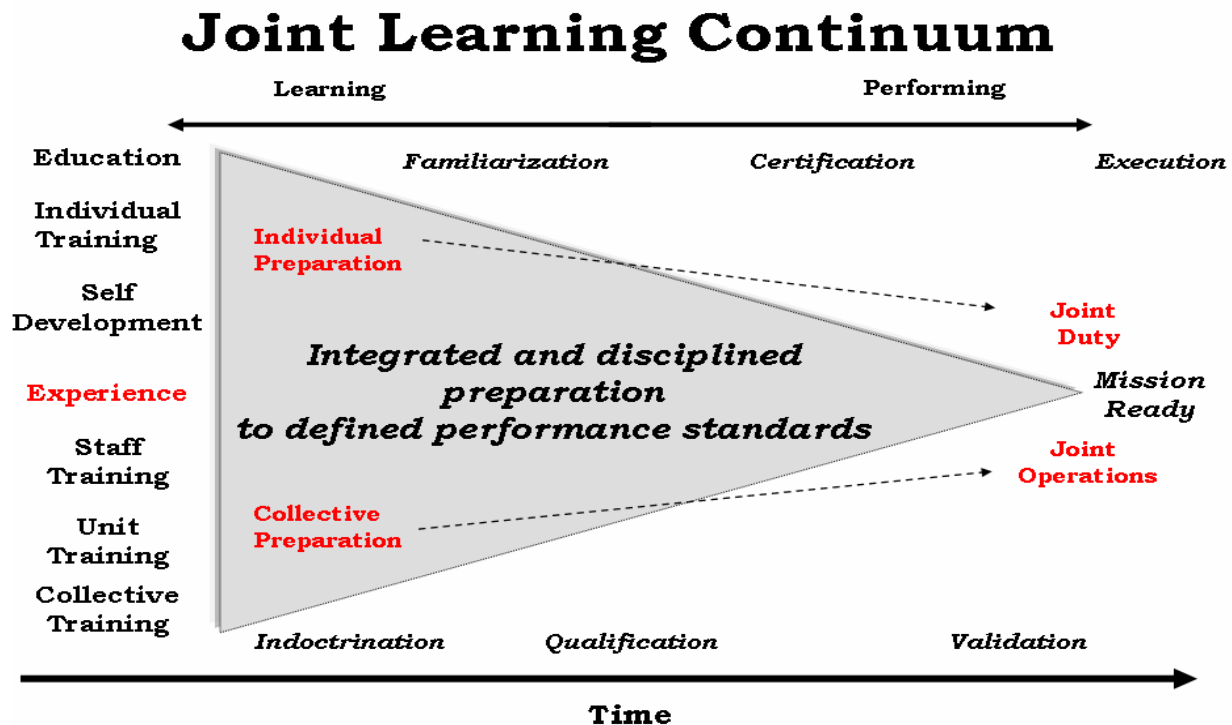 Joint Learning Continuum
Learning
Performing
Education
Familiarization
Certification
Execution
Individual
Training
Individual
Preparation
Self
Development
Joint
Duty
Integrated and disciplined
preparation
to defined performance standards
Experience
Mission
Ready
Staff
Training
Joint
Operations
Collective
Preparation
Unit
Training
Collective
Training
Indoctrination
Qualification
Validation
Time